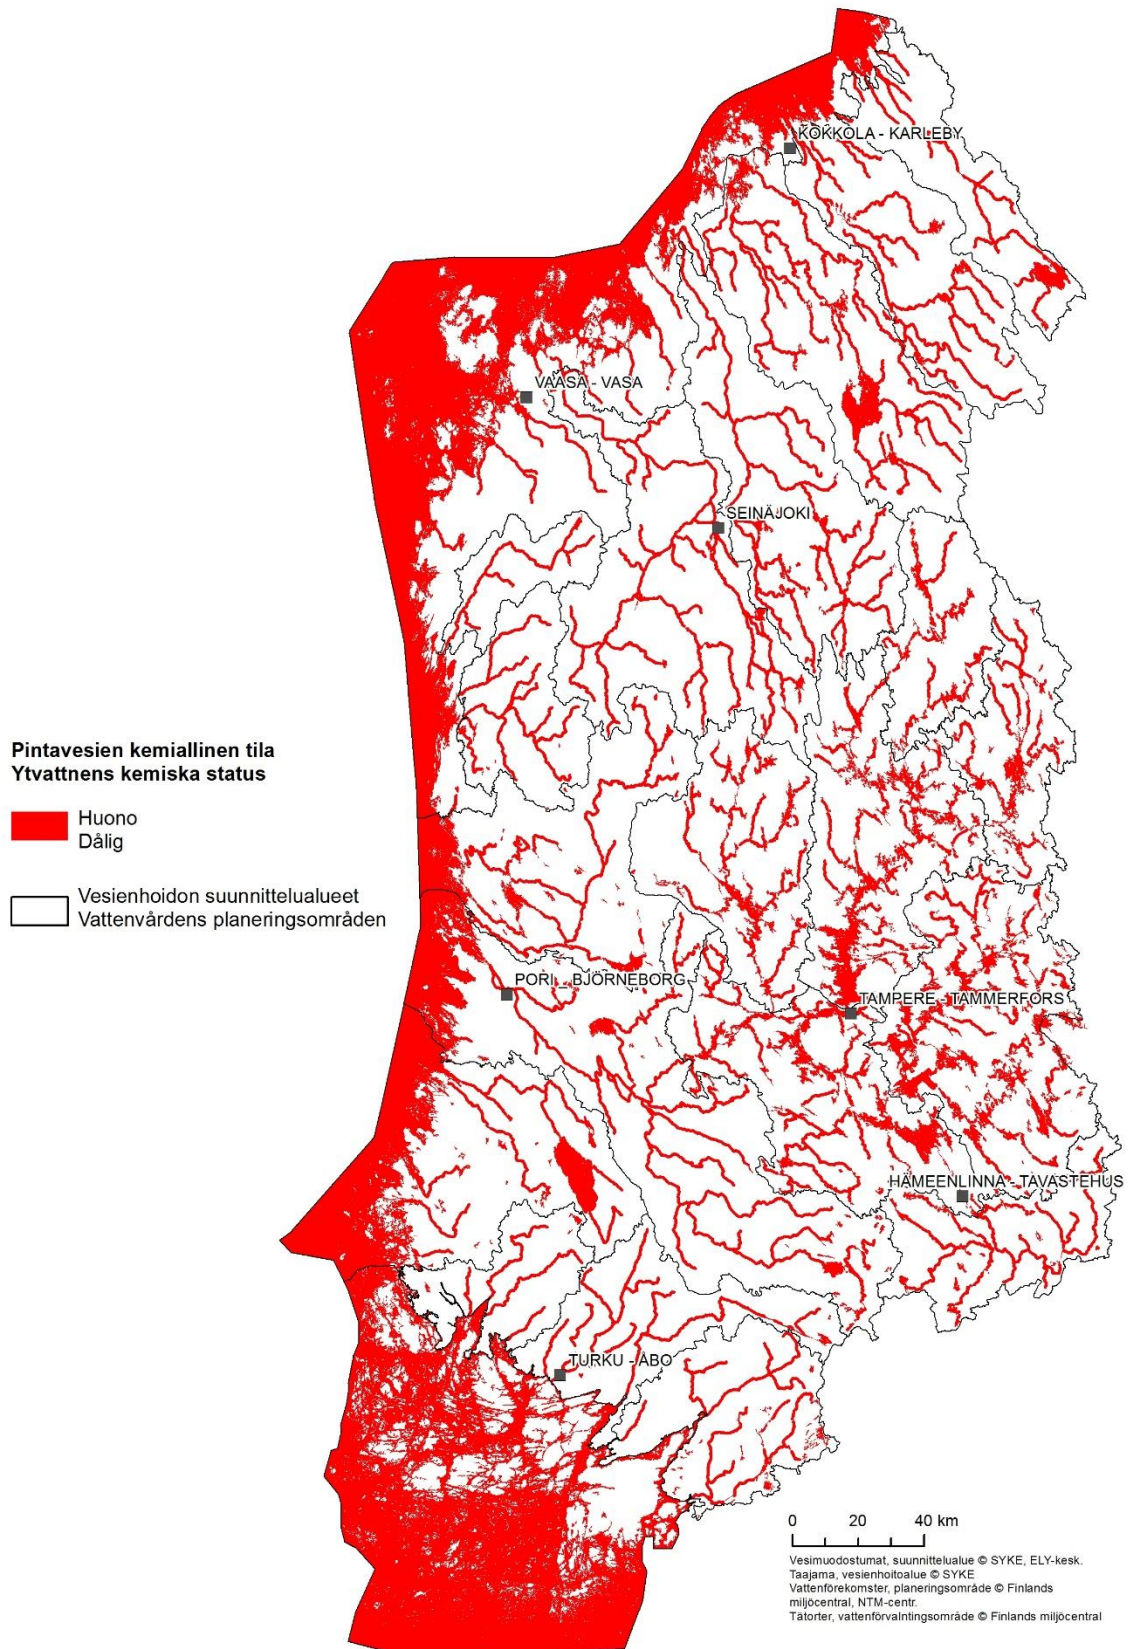 KOKKOLA - KARLEBY
VAASA - VASA
SEINÄJOKI
Pintavesien kemiallinen tila
Ytvattnens kemiska status
Huono
Dålig
Vesienhoidon suunnittelualueet
Vattenvårdens planeringsområden
PORI _ BJÖRNEBORG
TAMPERE - TAMMERFORS
HÄMEENLINNA - TAVASTEHUS
TURKU - ÅBO
0 20 40 km
Vesimuodostumat, suunnittelualue © SYKE, ELY-kesk.
Taajama, vesienhoitoalue © SYKE
Vattenförekomster, planeringsområde © Finlands
miljöcentral, NTM-centr.
Tätorter, vattenförvalntingsområde © Finlands miljöcentral